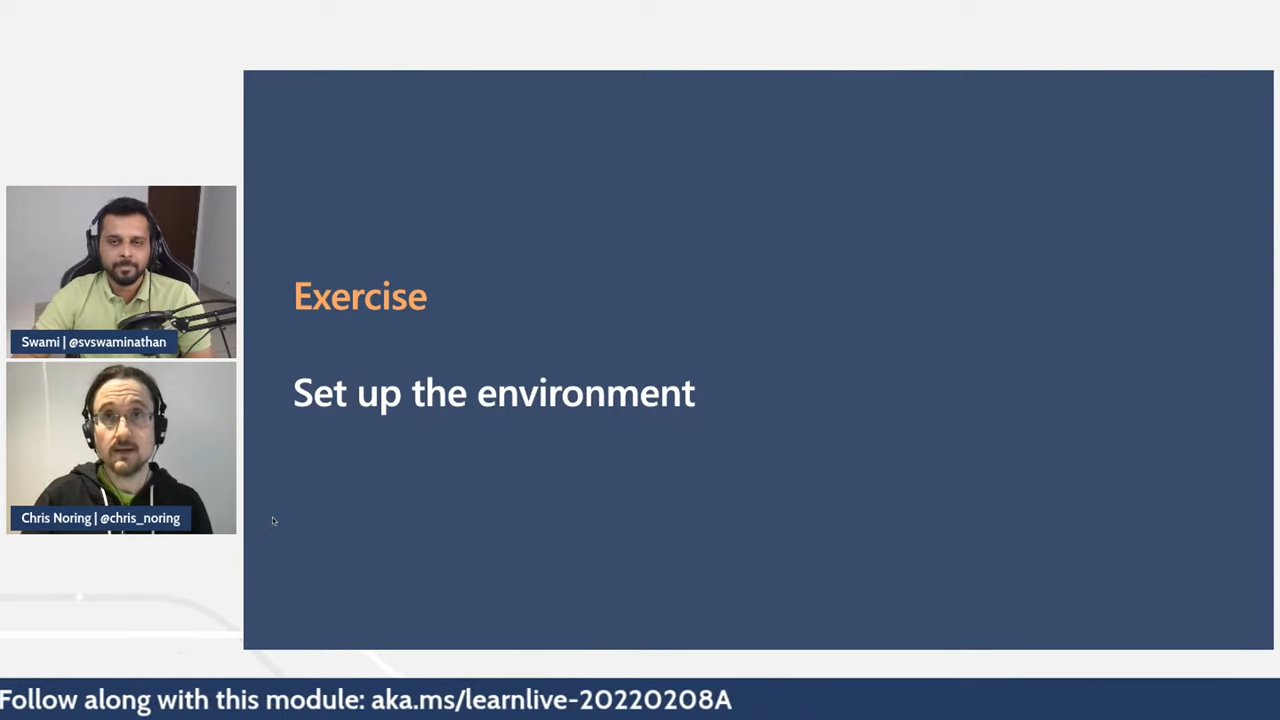 Exercise
Set up the environment
Swami | @svswaminathan
Chris Noring | @chris_noring
Follow along with this module: aka.ms/learnlive-20220208A